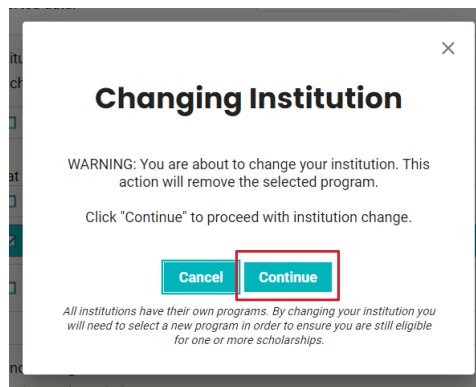 Changing Institution
WARNING: You are about to change your institution. This
action will remove the selected program.
Click "Continue" to proceed with institution change.
Cancel Continue
All institutions have their own programs. By changing your institution you
will need to select a new program in order to ensure you are still eligible
for one or more scholarships.